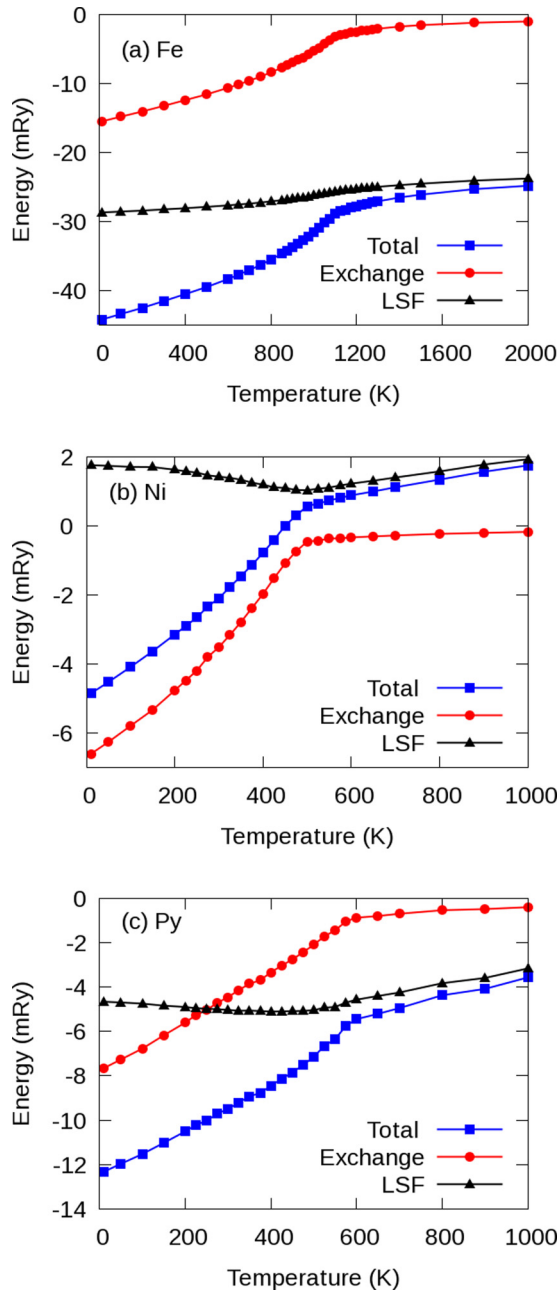 (a) Fe
0
-10
-20
-30
-40
Energy (mRy)
Total
Exchange
LSF
0 400 800 1200 1600 2000
Temperature (K)
(b) Ni
2
0
-2
-4
-6
Energy (mRy)
Total
Exchange
LSF
0 200 400 600 800 1000
Temperature (K)
(c) Py
0
-2
-4
-6
-8
-10
-12
-14
Energy (mRy)
Total
Exchange
LSF
0 200 400 600 800 1000
Temperature (K)